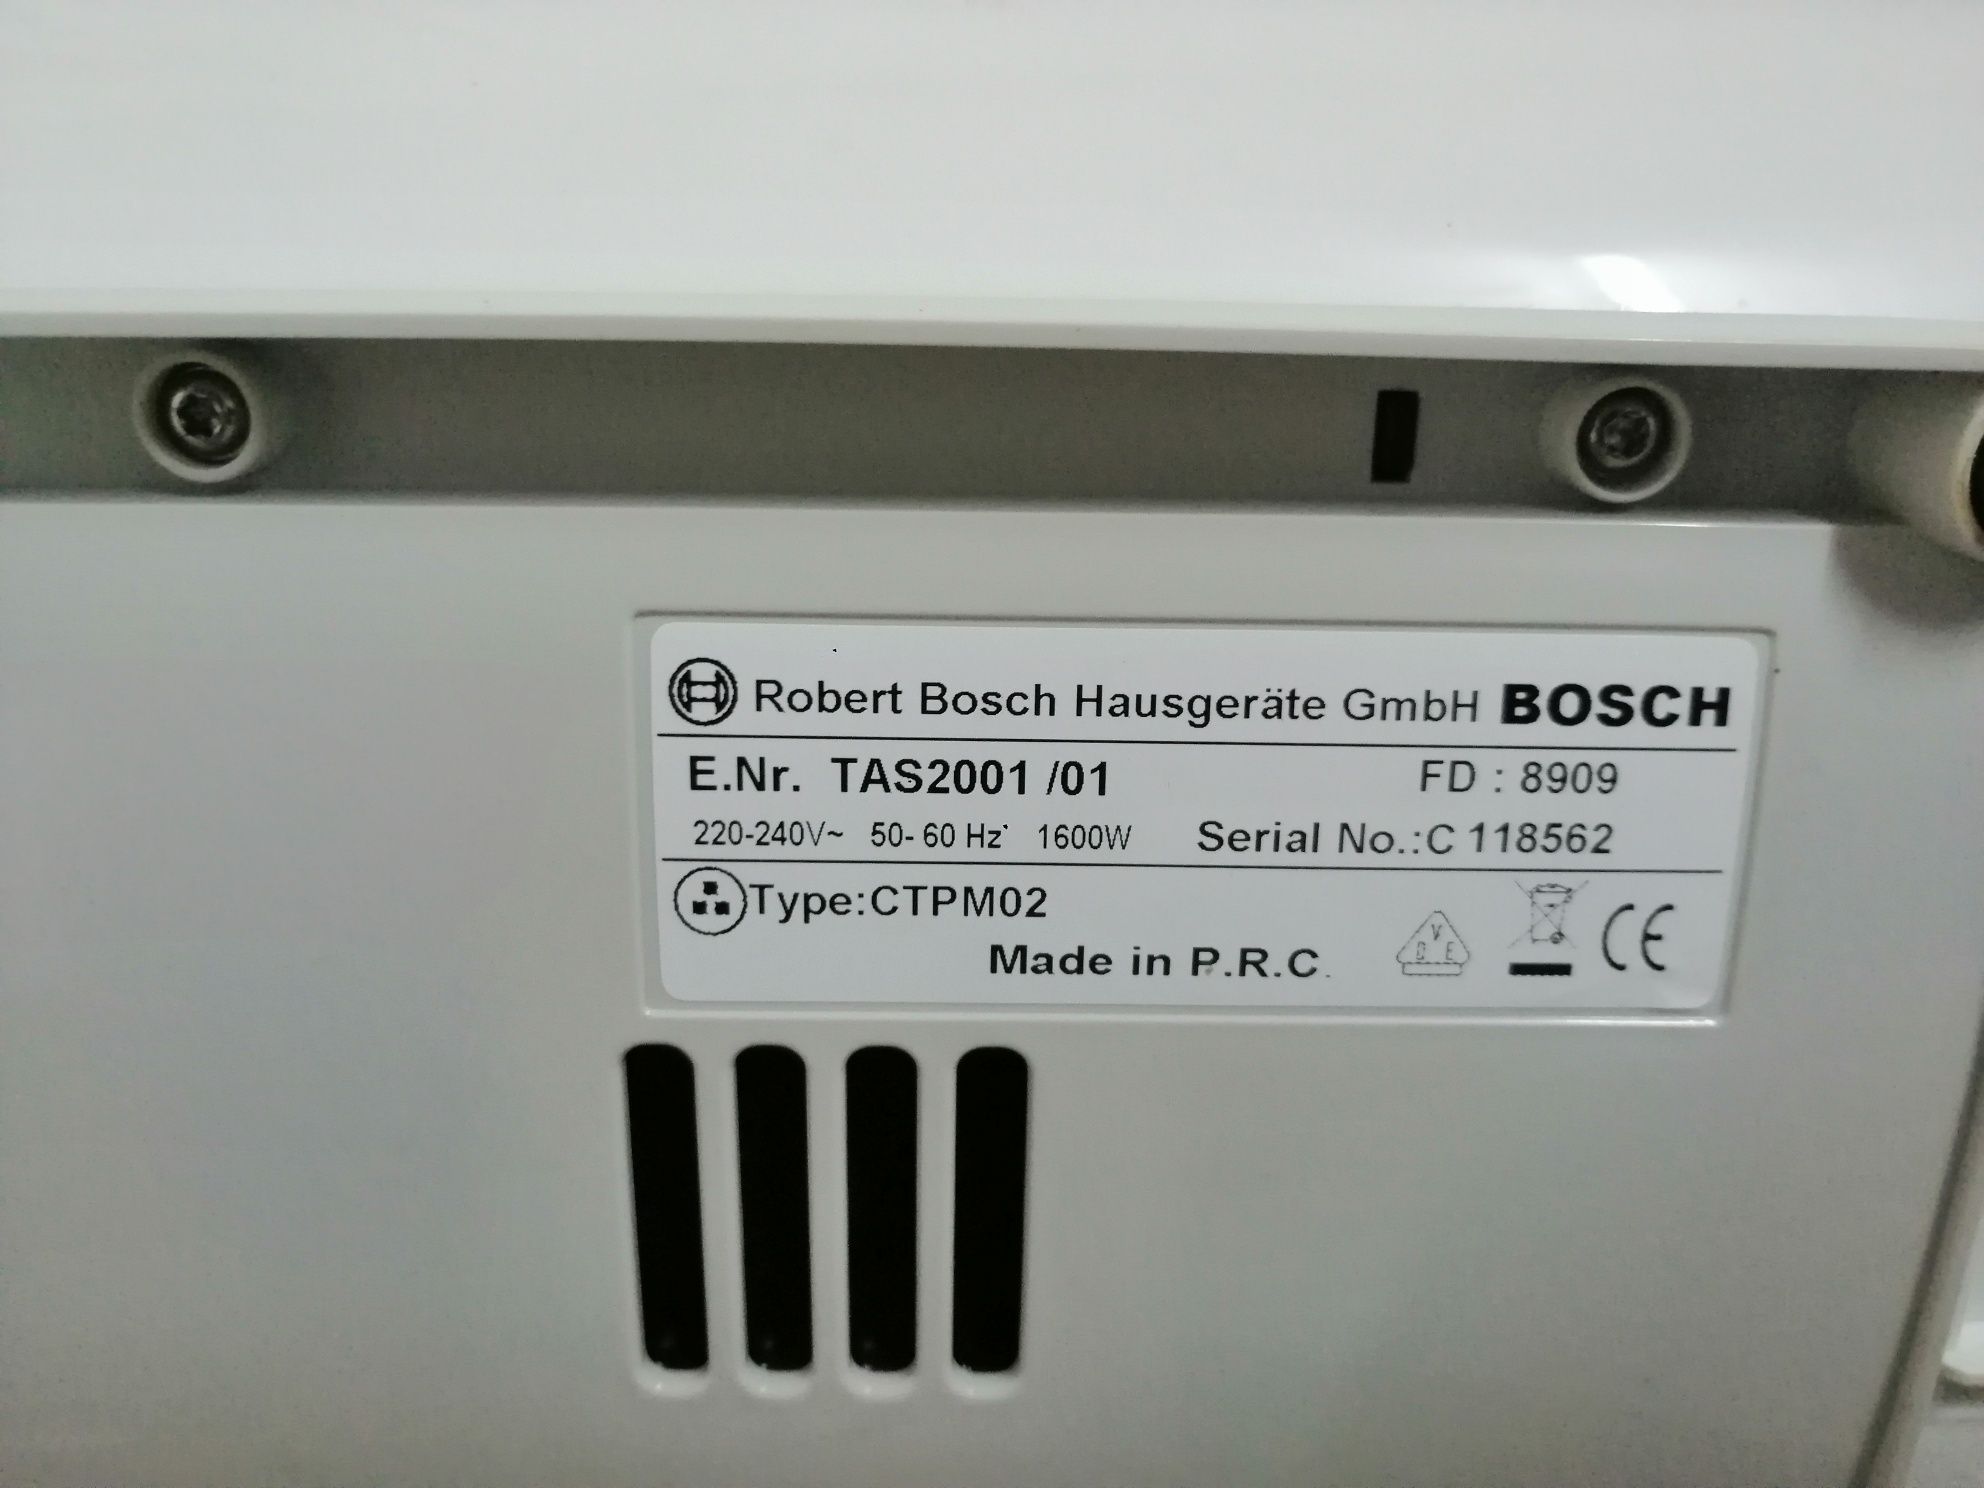 Robert Bosch Hausgeräte GmbH BOSCH
E.Nr. TAS2001 /01 FD : 8909
220-240V~ 50- 60 Hz 1600W Serial No.:C 118562
Type:CTPM02
Made in P.R.C.
VDE CE